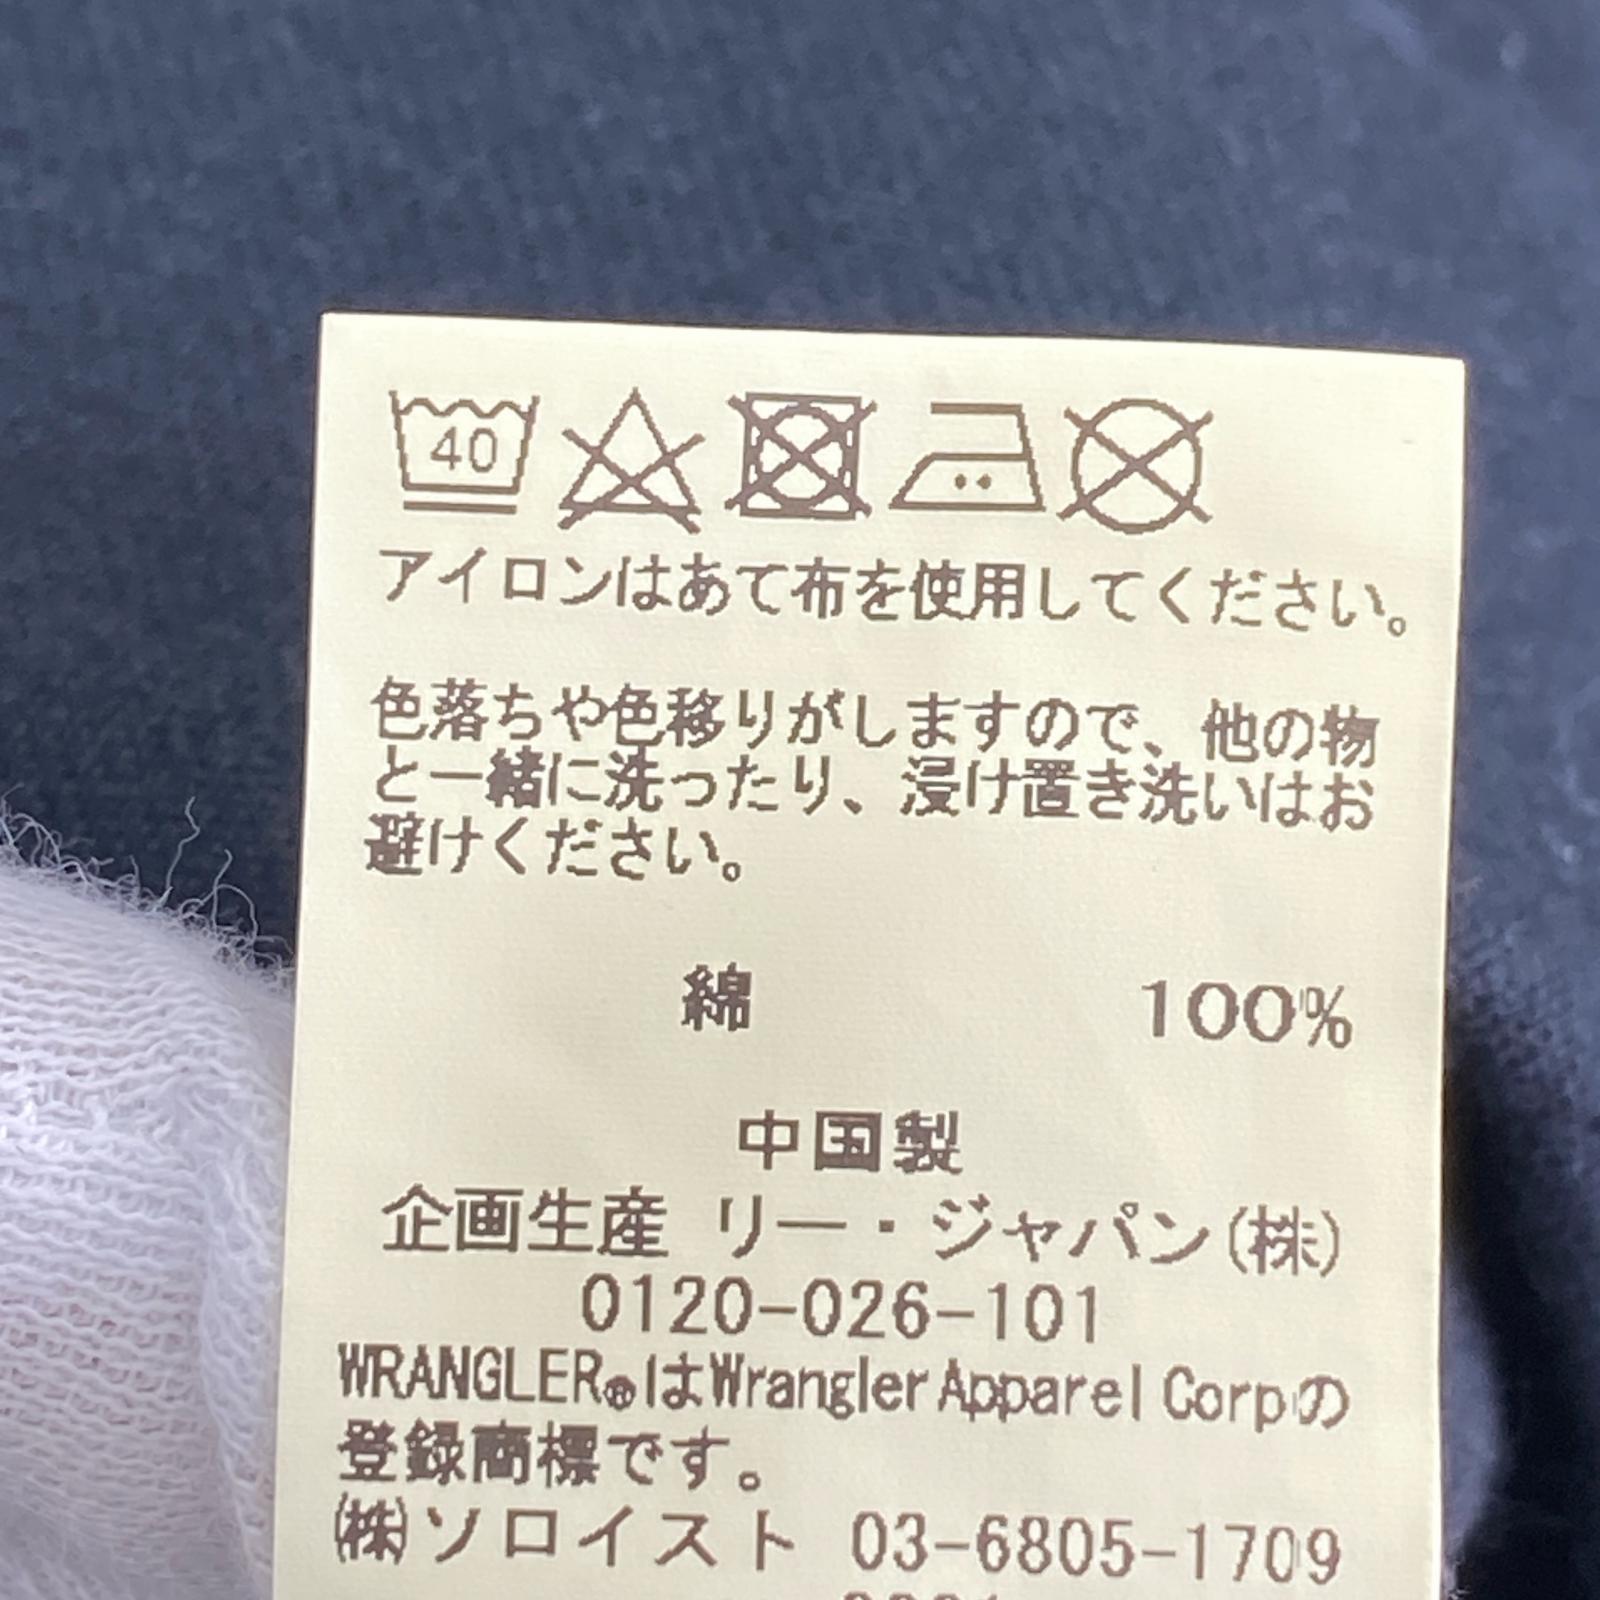 40
アイロンはあて布を使用してください。
色落ちや色移りがしますので、他の物
と一緒に洗ったり、浸け置き洗いはお
避けください。
綿 100%
中国製
企画生産 リー・ジャパン(株)
0120-026-101
WRANGLER®はWrangler Apparel Corpの
登録商標です。
㈱ソロイスト 03-6805-1709